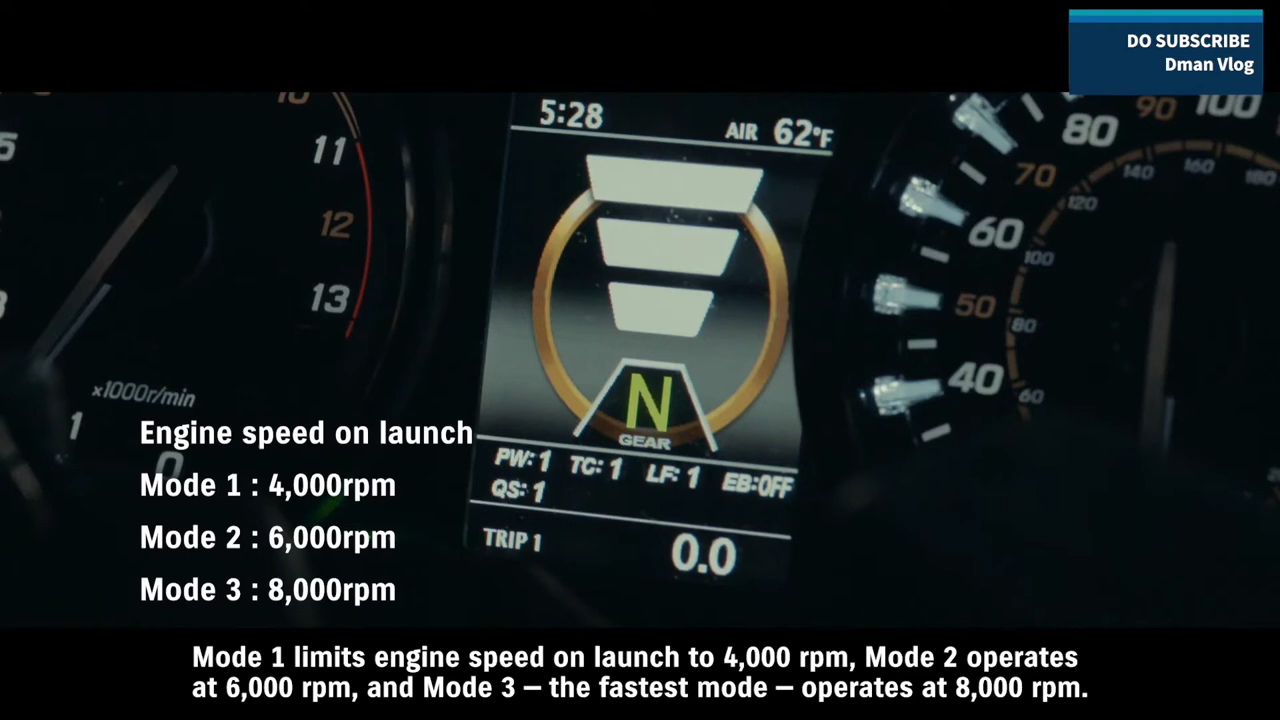 DO SUBSCRIBE
Dman Vlog
5:28
AIR 62°F
10
11
12
13
x1000r/min
1
0
N
GEAR
PW:1 TC:1 LF:1 EB:OFF
QS:1
TRIP 1 0.0
90 100
80
70
60
50
40
140 160 180
120
100
80
60
Engine speed on launch
Mode 1 : 4,000rpm
Mode 2 : 6,000rpm
Mode 3 : 8,000rpm
Mode 1 limits engine speed on launch to 4,000 rpm, Mode 2 operates
at 6,000 rpm, and Mode 3 – the fastest mode – operates at 8,000 rpm.